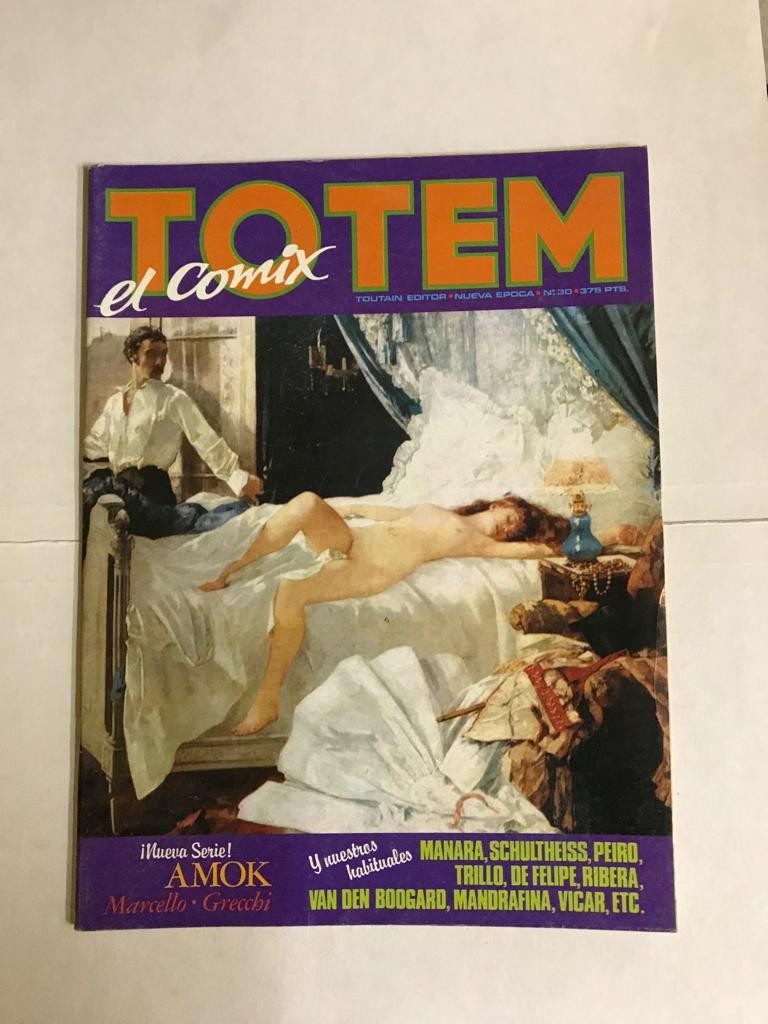 TOTEM
el comix
TOUTAIN EDITOR ▪ NUEVA EPOCA ▪ Nº 30 ▪ 375 PTS.
¡Nueva Serie!
AMOK
Marcello · Grecchi
Y nuestros
habituales
MANARA, SCHULTHEISS, PEIRO,
TRILLO, DE FELIPE, RIBERA,
VAN DEN BOOGARD, MANDRAFINA, VICAR, ETC.